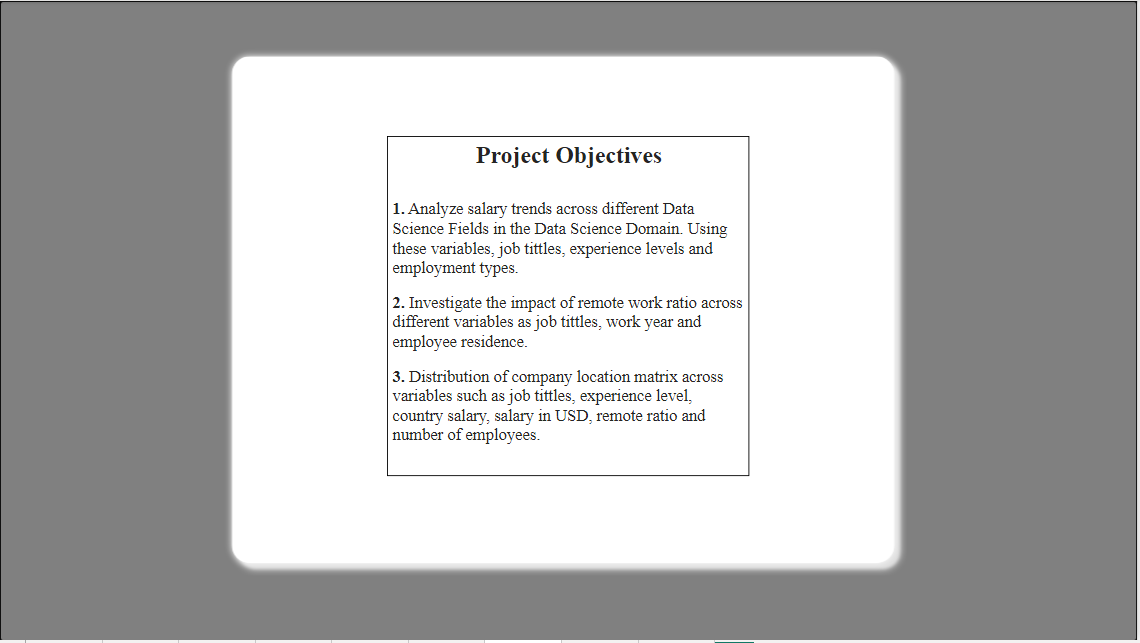 Project Objectives
1. Analyze salary trends across different Data
Science Fields in the Data Science Domain. Using
these variables, job tittles, experience levels and
employment types.
2. Investigate the impact of remote work ratio across
different variables as job tittles, work year and
employee residence.
3. Distribution of company location matrix across
variables such as job tittles, experience level,
country salary, salary in USD, remote ratio and
number of employees.